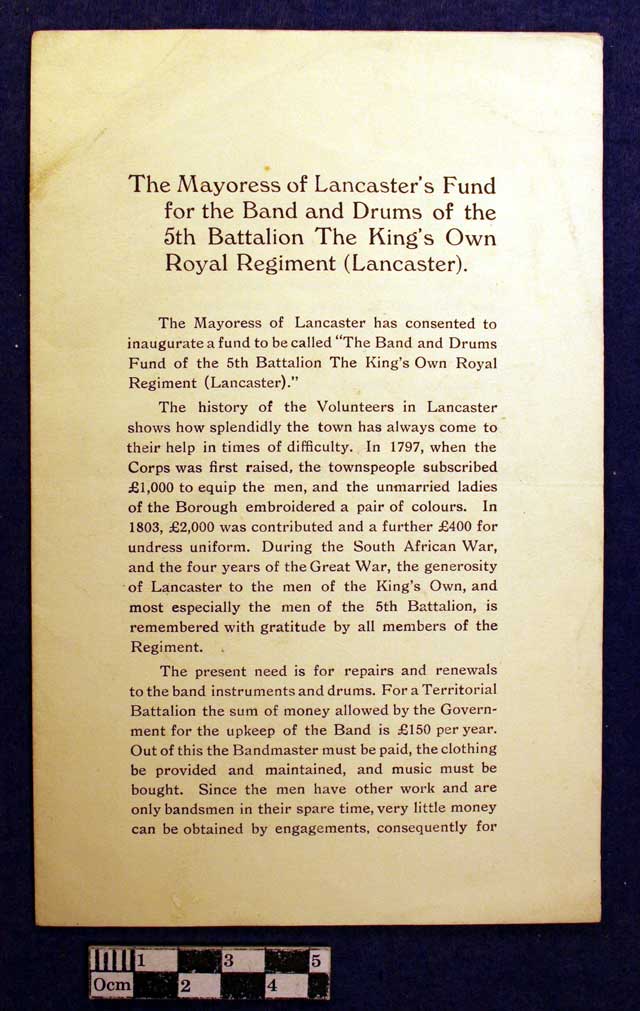 The Mayoress of Lancaster's Fund
for the Band and Drums of the
5th Battalion The King's Own
Royal Regiment (Lancaster).
The Mayoress of Lancaster has consented to
inaugurate a fund to be called "The Band and Drums
Fund of the 5th Battalion The King's Own Royal
Regiment (Lancaster)."
The history of the Volunteers in Lancaster
shows how splendidly the town has always come to
their help in times of difficulty. In 1797, when the
Corps was first raised, the townspeople subscribed
£1,000 to equip the men, and the unmarried ladies
of the Borough embroidered a pair of colours. In
1803, £2,000 was contributed and a further £400 for
undress uniform. During the South African War,
and the four years of the Great War, the generosity
of Lancaster to the men of the King's Own, and
most especially the men of the 5th Battalion, is
remembered with gratitude by all members of the
Regiment.
The present need is for repairs and renewals
to the band instruments and drums. For a Territorial
Battalion the sum of money allowed by the Govern-
ment for the upkeep of the Band is £150 per year.
Out of this the Bandmaster must be paid, the clothing
be provided and maintained, and music must be
bought. Since the men have other work and are
only bandsmen in their spare time, very little money
can be obtained by engagements, consequently for
1 3 5
0cm 2 4